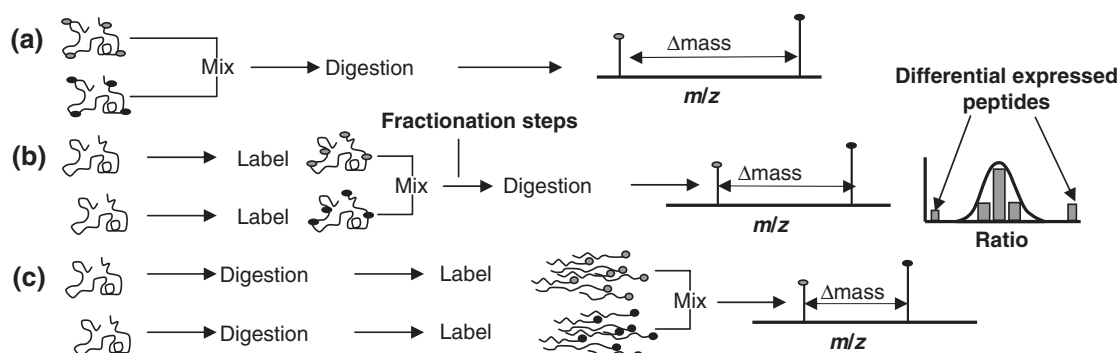 (a)
Mix
Digestion
Δmass
m/z
Differential expressed
peptides
Fractionation steps
(b)
Label
Label
Mix
Digestion
Δmass
m/z
Ratio
(c)
Digestion
Label
Digestion
Label
Mix
Δmass
m/z